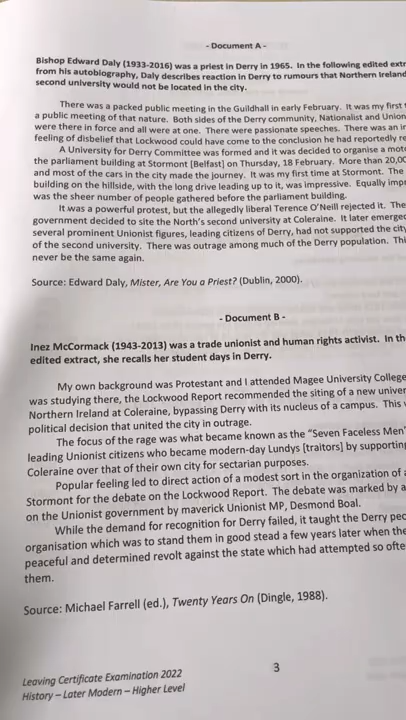 - Document A -
Bishop Edward Daly (1933-2016) was a priest in Derry in 1965. In the following edited extr
from his autobiography, Daly describes reaction in Derry to rumours that Northern Ireland
second university would not be located in the city.
There was a packed public meeting in the Guildhall in early February. It was my first
a public meeting of that nature. Both sides of the Derry community, Nationalist and Union
were there in force and all were at one. There were passionate speeches. There was an
feeling of disbelief that Lockwood could have come to the conclusion he had reportedly re
A University for Derry Committee was formed and it was decided to organise a moto
the parliament building at Stormont [Belfast] on Thursday, 18 February. More than 20,00
and most of the cars in the city made the journey. It was my first time at Stormont. The
building on the hillside, with the long drive leading up to it, was impressive. Equally impr
was the sheer number of people gathered before the parliament building.
It was a powerful protest, but the allegedly liberal Terence O'Neill rejected it. The
government decided to site the North's second university at Coleraine. It later emerged
several prominent Unionist figures, leading citizens of Derry, had not supported the city
of the second university. There was outrage among much of the Derry population. Thi
never be the same again.
Source: Edward Daly, Mister, Are You a Priest? (Dublin, 2000).
- Document B -
Inez McCormack (1943-2013) was a trade unionist and human rights activist. In th
edited extract, she recalls her student days in Derry.
My own background was Protestant and I attended Magee University College
was studying there, the Lockwood Report recommended the siting of a new univer
Northern Ireland at Coleraine, bypassing Derry with its nucleus of a campus. This
political decision that united the city in outrage.
The focus of the rage was what became known as the "Seven Faceless Men"
leading Unionist citizens who became modern-day Lundys [traitors] by supporting
Coleraine over that of their own city for sectarian purposes.
Popular feeling led to direct action of a modest sort in the organization of a
Stormont for the debate on the Lockwood Report. The debate was marked by a
on the Unionist government by maverick Unionist MP, Desmond Boal.
While the demand for recognition for Derry failed, it taught the Derry peo
organisation which was to stand them in good stead a few years later when the
peaceful and determined revolt against the state which had attempted so ofte
them.
Source: Michael Farrell (ed.), Twenty Years On (Dingle, 1988).
Leaving Certificate Examination 2022
3
History – Later Modern – Higher Level